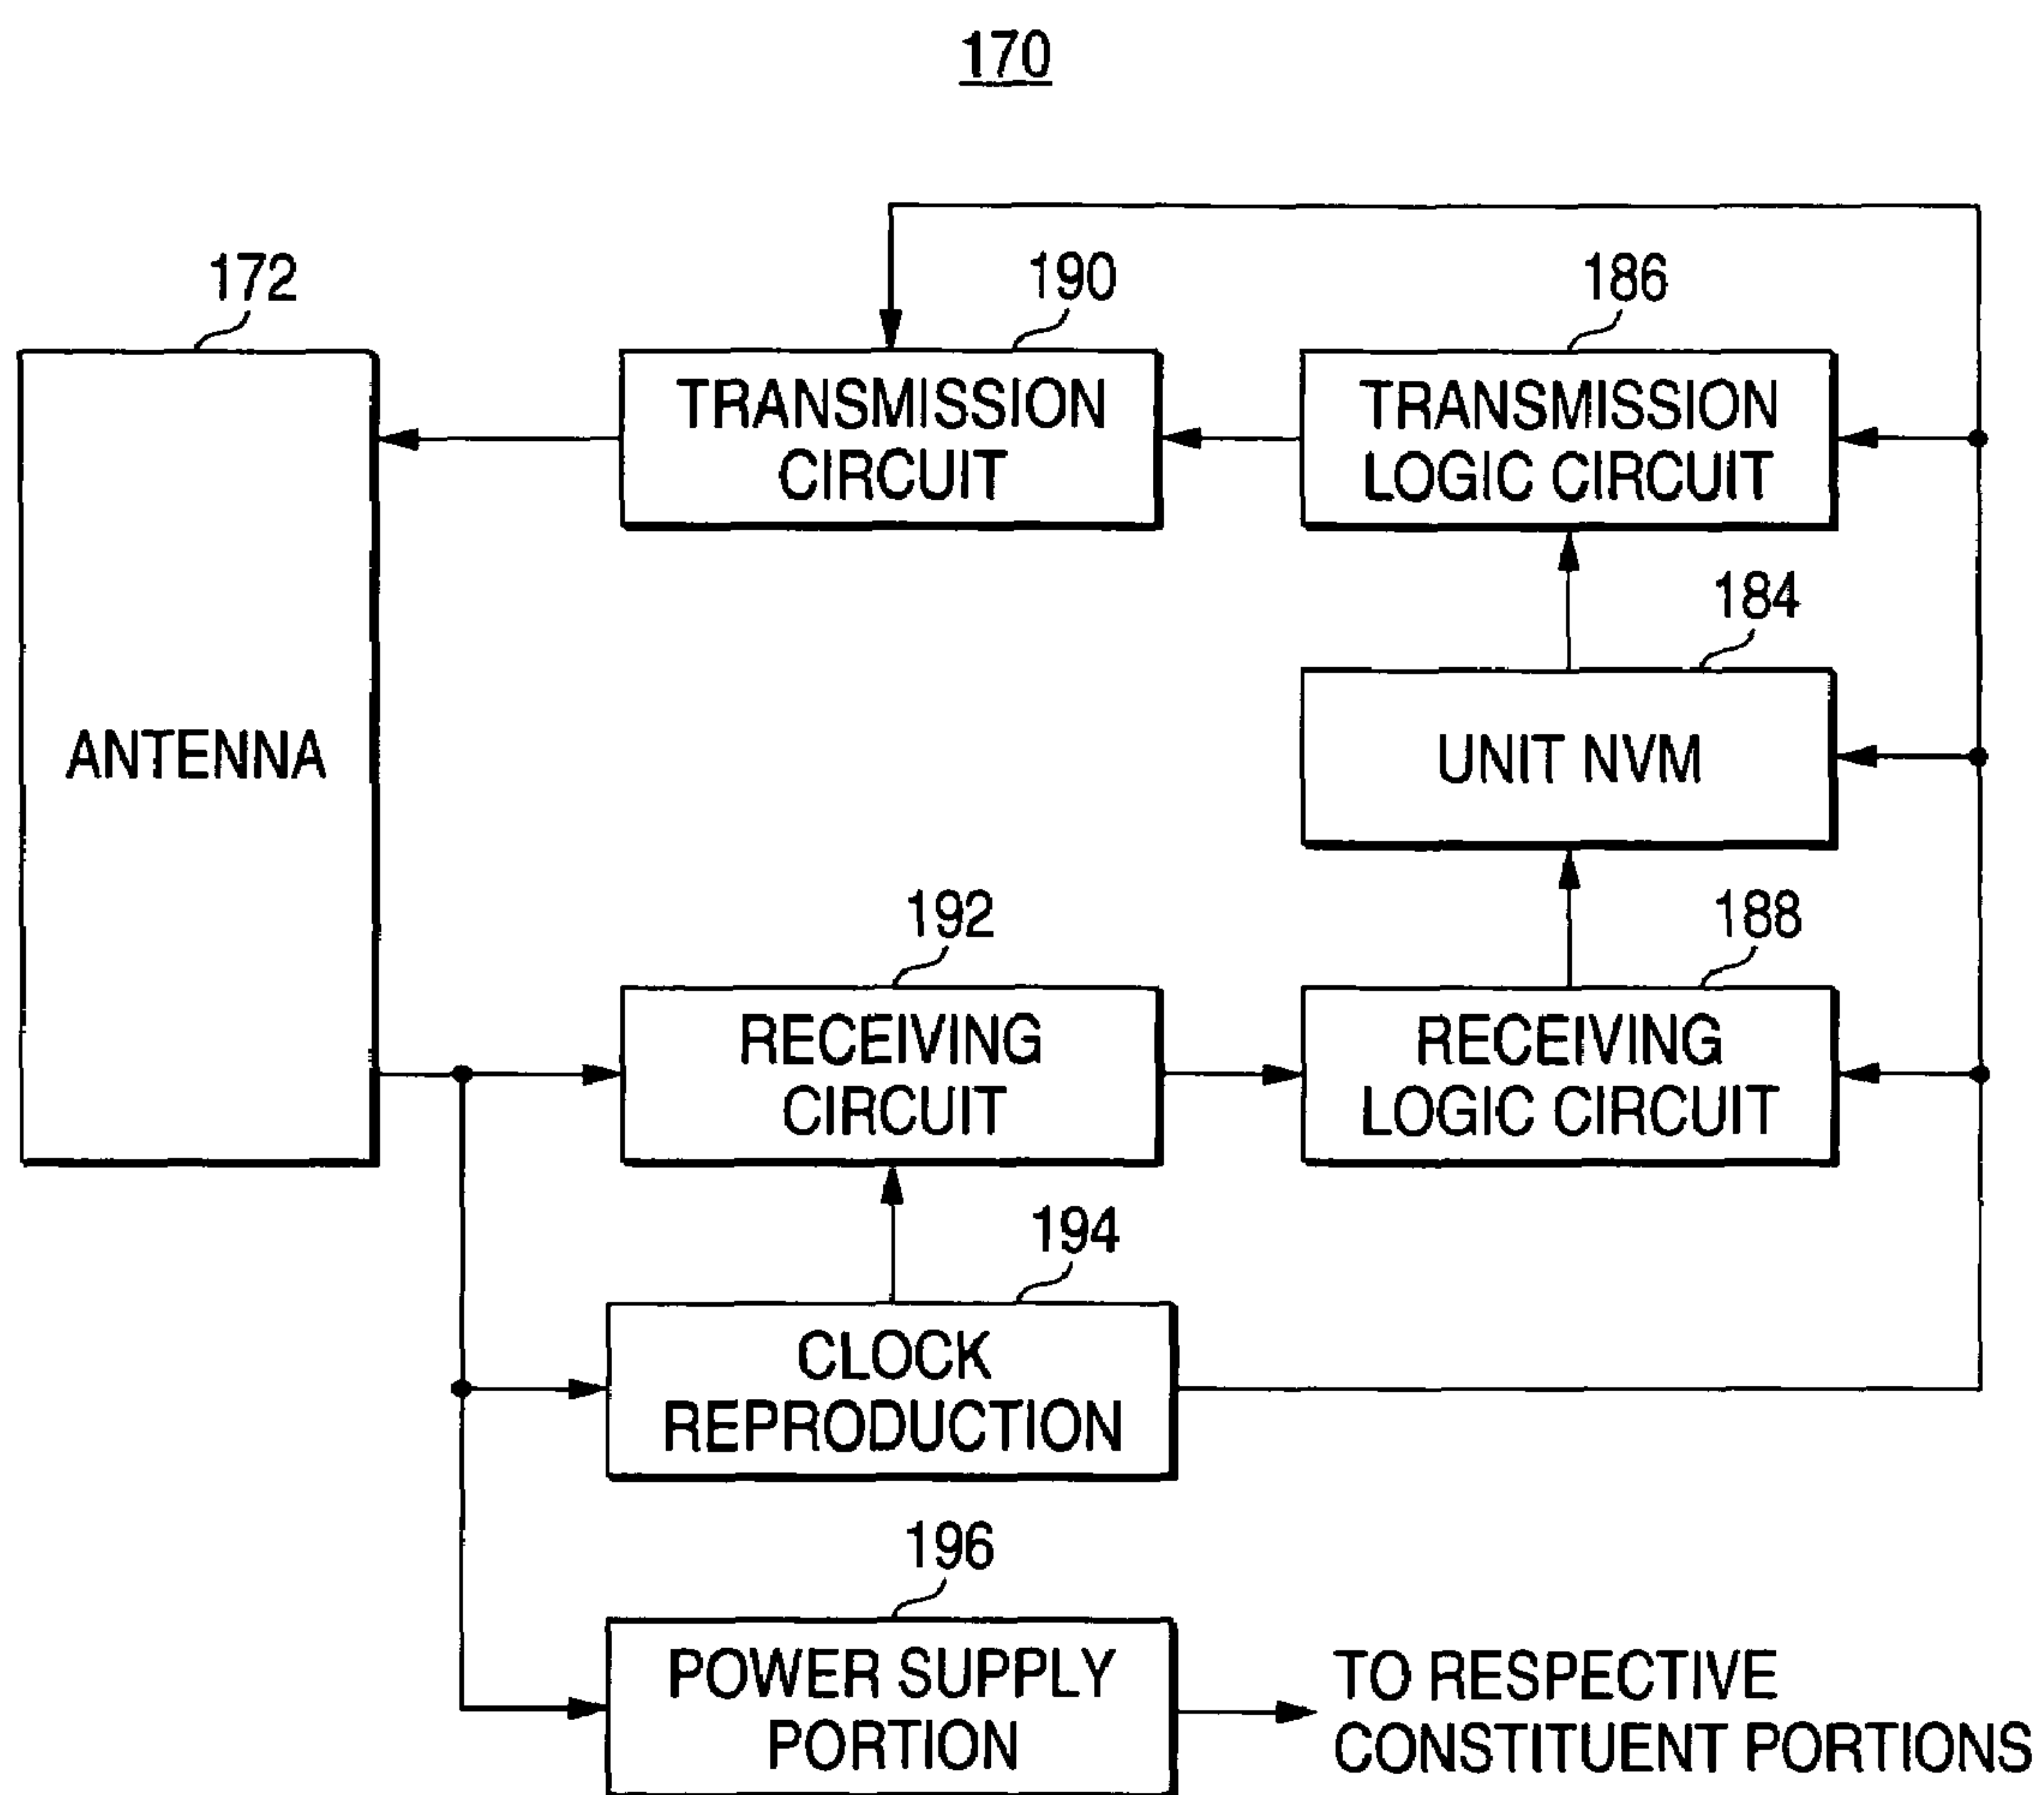 170
172
190
186
TRANSMISSION
CIRCUIT
TRANSMISSION
LOGIC CIRCUIT
184
ANTENNA
UNIT NVM
192
188
RECEIVING
CIRCUIT
RECEIVING
LOGIC CIRCUIT
194
CLOCK
REPRODUCTION
196
POWER SUPPLY
PORTION
TO RESPECTIVE
CONSTITUENT PORTIONS